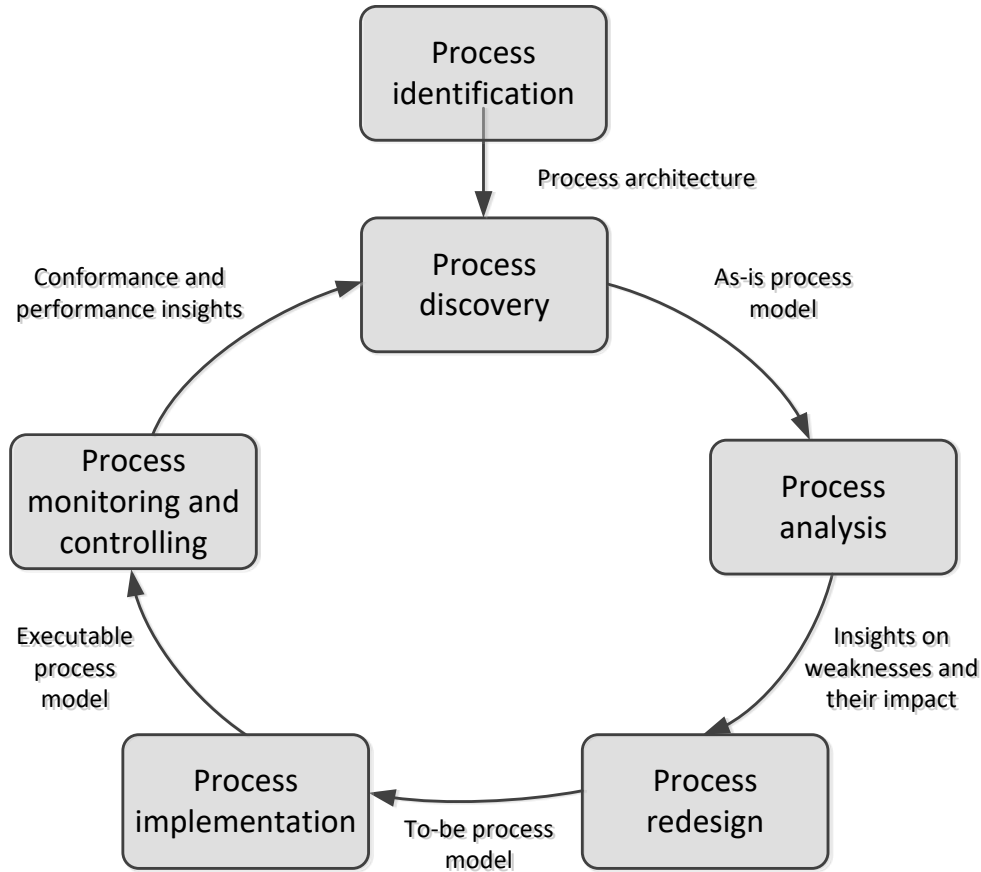 Process
identification
Process architecture
Process
discovery
Conformance and
performance insights
As-is process
model
Process
monitoring and
controlling
Process
analysis
Executable
process
model
Insights on
weaknesses and
their impact
Process
implementation
To-be process
model
Process
redesign